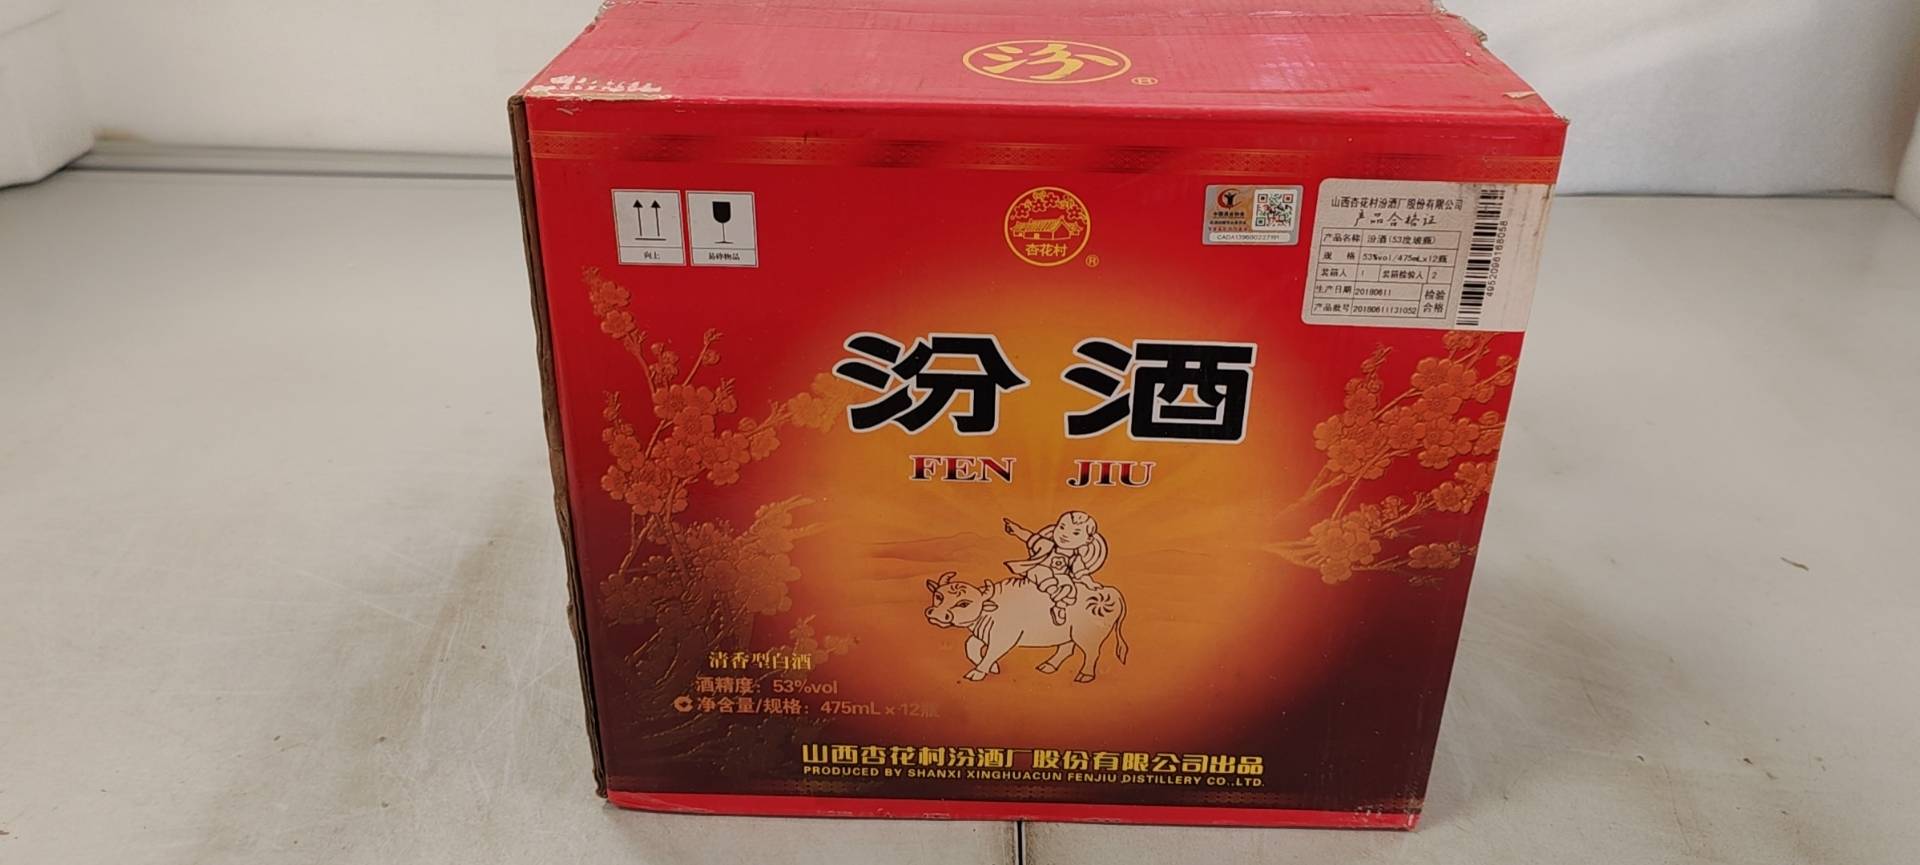 汾
®
向上
易碎物品
杏花村
®
山西杏花村汾酒厂股份有限公司
产品合格证
产品名称 汾酒(53度玻瓶)
规格 53%vol/475mL×12瓶
装箱人 1 装箱检验人 2
生产日期 20180611 检验
产品批号 20180611131052 合格
汾酒
FEN JIU
清香型白酒
酒精度：53%vol
净含量/规格：475mL×12瓶
山西杏花村汾酒厂股份有限公司出品
PRODUCED BY SHANXI XINGHUACUN FENJIU DISTILLERY CO.,LTD.